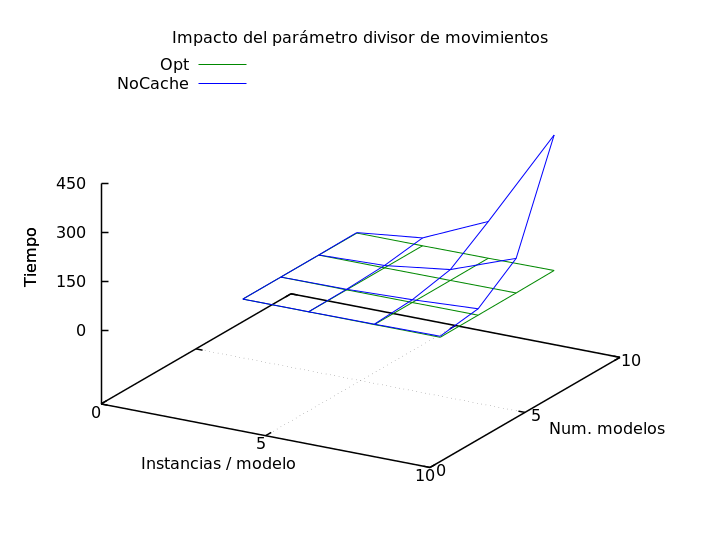 Impacto del parámetro divisor de movimientos
Opt
NoCache
450
300
150
0
Tiempo
0
5
10
Instancias / modelo
0
5
10
Num. modelos